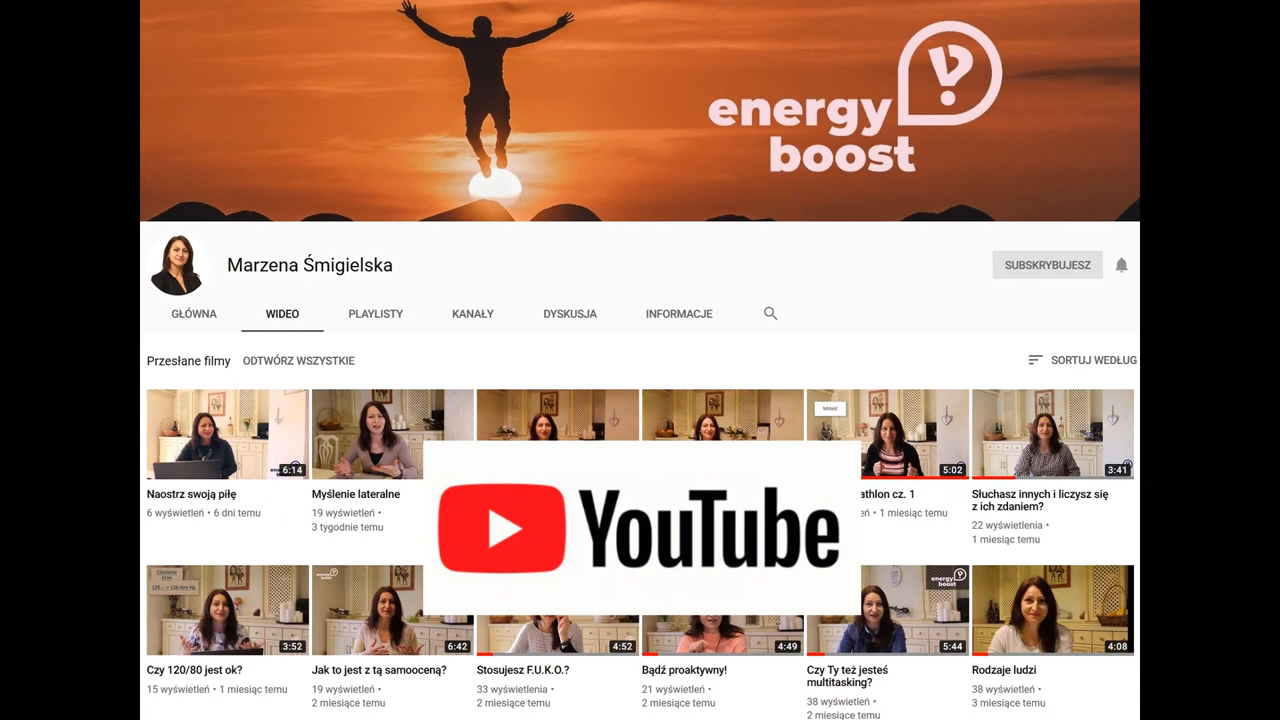 energy
boost
Marzena Śmigielska
SUBSKRYBUJESZ
GŁÓWNA
WIDEO
PLAYLISTY
KANAŁY
DYSKUSJA
INFORMACJE
Przesłane filmy
ODTWÓRZ WSZYSTKIE
SORTUJ WEDŁUG
6:14
5:02
3:41
Naostrz swoją piłę
6 wyświetleń • 6 dni temu
Myślenie lateralne
19 wyświetleń •
3 tygodnie temu
athlon cz. 1
• 1 miesiąc temu
Słuchasz innych i liczysz się
z ich zdaniem?
22 wyświetlenia •
1 miesiąc temu
YouTube
3:52
6:42
4:52
4:49
energy
boost
5:44
4:08
Czy 120/80 jest ok?
15 wyświetleń • 1 miesiąc temu
Jak to jest z tą samooceną?
19 wyświetleń •
2 miesiące temu
Stosujesz F.U.K.O.?
33 wyświetlenia •
2 miesiące temu
Bądź proaktywny!
21 wyświetleń •
2 miesiące temu
Czy Ty też jesteś
multitasking?
38 wyświetleń •
2 miesiące temu
Rodzaje ludzi
38 wyświetleń •
3 miesiące temu